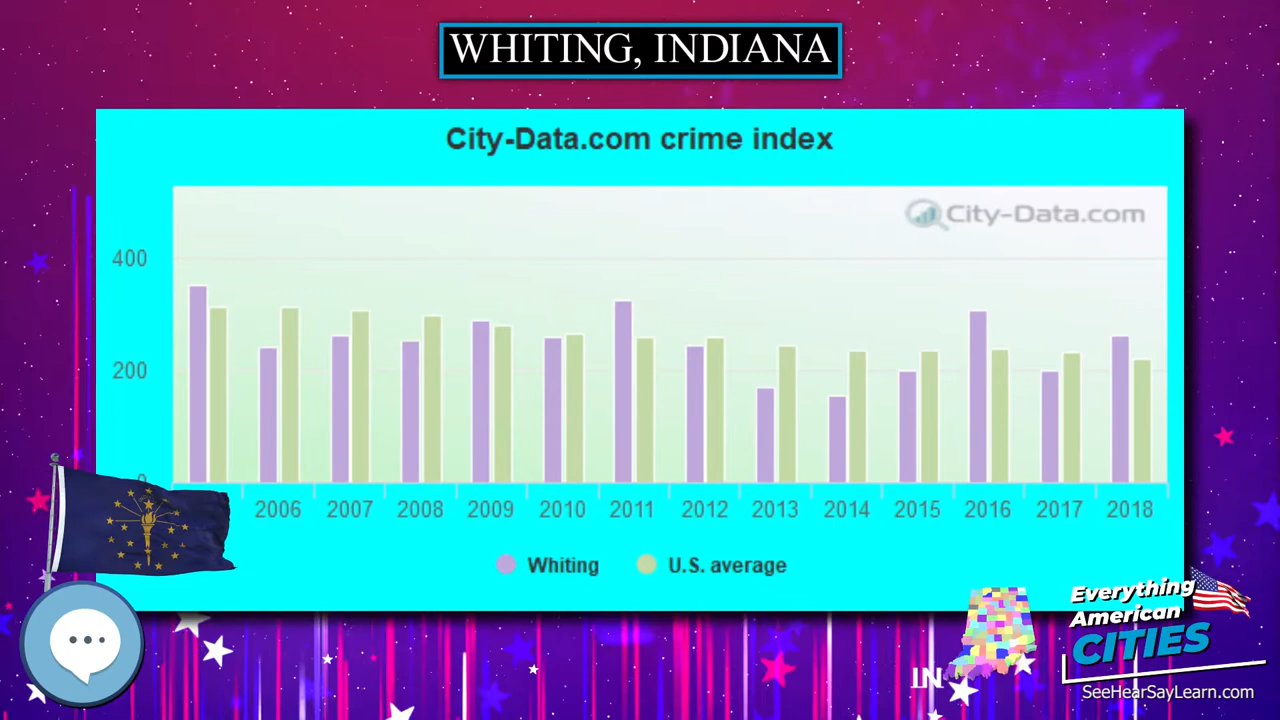 WHITING, INDIANA
City-Data.com crime index
City-Data.com
400
200
0
2006 2007 2008 2009 2010 2011 2012 2013 2014 2015 2016 2017 2018
Whiting U.S. average
Everything
American
CITIES
IN
SeeHearSayLearn.com